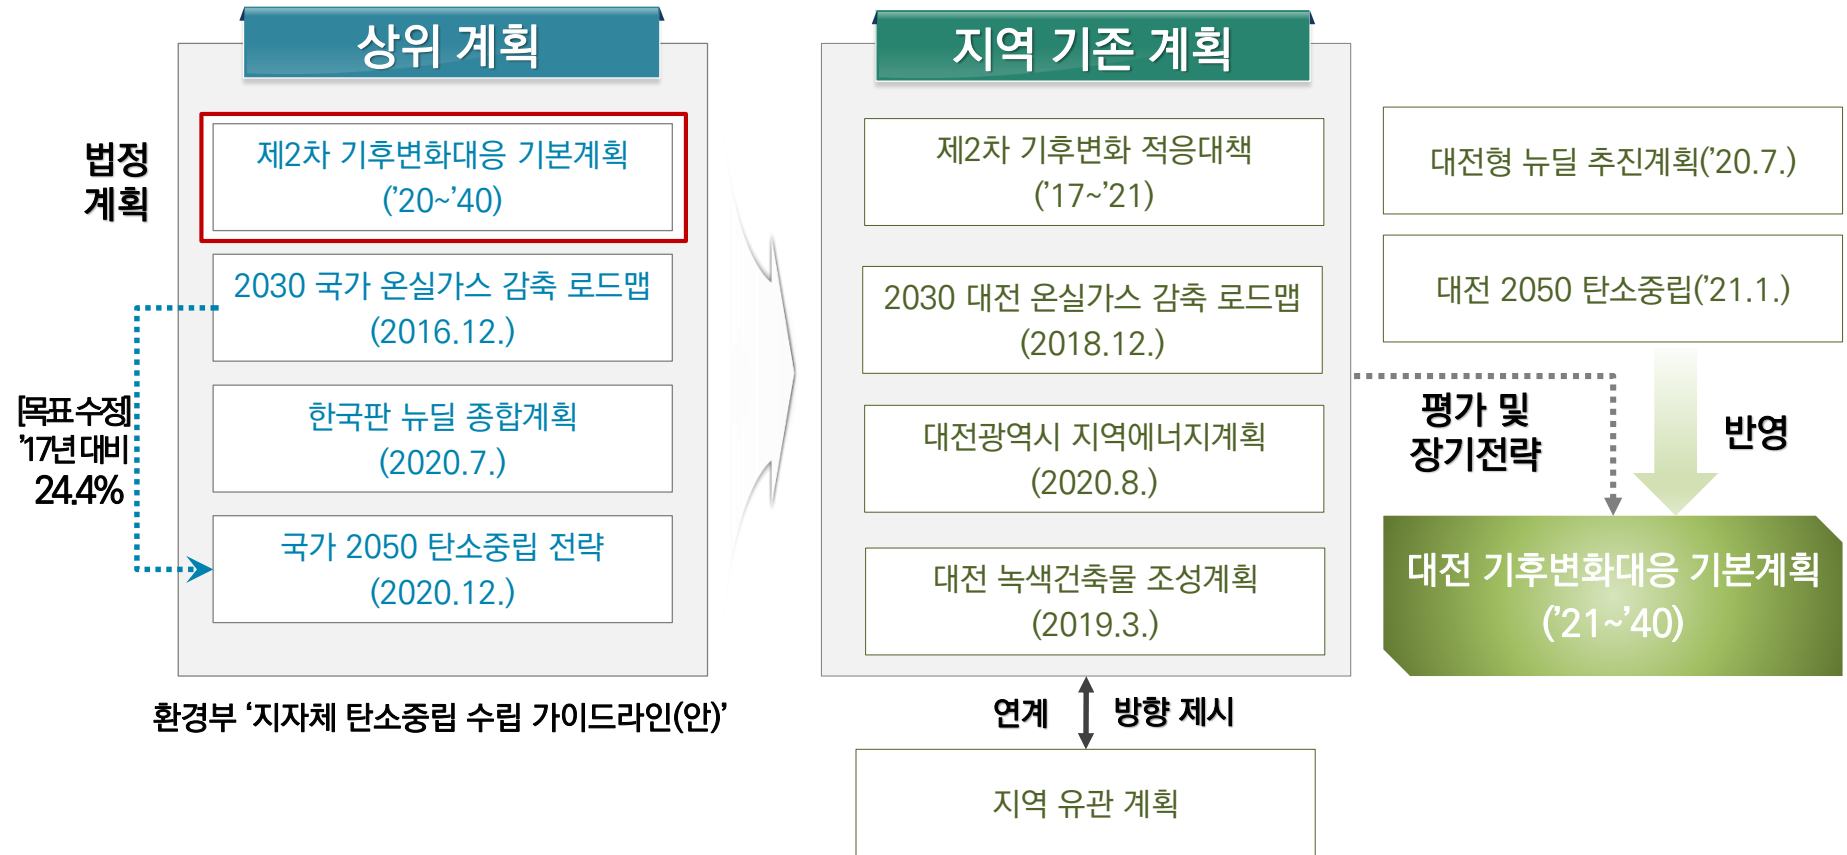 상위 계획
법정
계획
제2차 기후변화대응 기본계획
(’20~’40)
2030 국가 온실가스 감축 로드맵
(2016.12.)
[목표 수정]
’17년 대비
24.4%
한국판 뉴딜 종합계획
(2020.7.)
국가 2050 탄소중립 전략
(2020.12.)
환경부 ‘지자체 탄소중립 수립 가이드라인(안)’
지역 기존 계획
제2차 기후변화 적응대책
(’17~’21)
2030 대전 온실가스 감축 로드맵
(2018.12.)
대전광역시 지역에너지계획
(2020.8.)
대전 녹색건축물 조성계획
(2019.3.)
연계
방향 제시
지역 유관 계획
대전형 뉴딜 추진계획(’20.7.)
대전 2050 탄소중립(’21.1.)
평가 및
장기전략
반영
대전 기후변화대응 기본계획
(’21~’40)